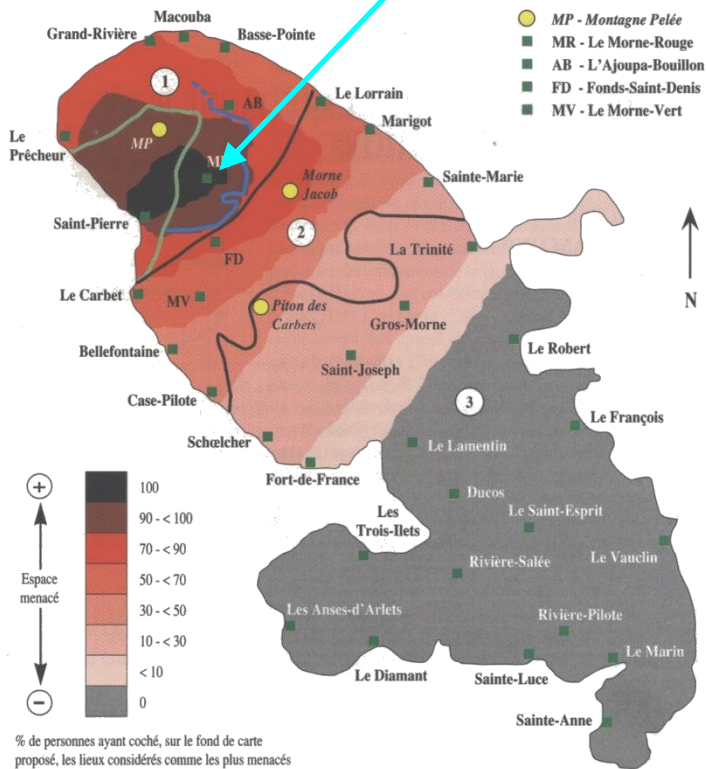 Macouba
Grand-Rivière
Basse-Pointe
MP - Montagne Pelée
MR - Le Morne-Rouge
AB - L'Ajoupa-Bouillon
FD - Fonds-Saint-Denis
MV - Le Morne-Vert
1
AB
Le Lorrain
Marigot
Le
Prêcheur
MP
Morne
Jacob
Sainte-Marie
Saint-Pierre
2
FD
La Trinité
N
Le Carbet
MV
Piton des
Carbets
Gros-Morne
Bellefontaine
Saint-Joseph
Le Robert
Case-Pilote
3
Le François
Schœlcher
Le Lamentin
Fort-de-France
Ducos
Le Saint-Esprit
Les
Trois-Ilets
Le Vauclin
Rivière-Salée
Les Anses-d'Arlets
Rivière-Pilote
Le Diamant
Sainte-Luce
Le Marin
Sainte-Anne
+
100
90 - < 100
70 - < 90
50 - < 70
Espace
menacé
30 - < 50
10 - < 30
< 10
−
0
% de personnes ayant coché, sur le fond de carte
proposé, les lieux considérés comme les plus menacés